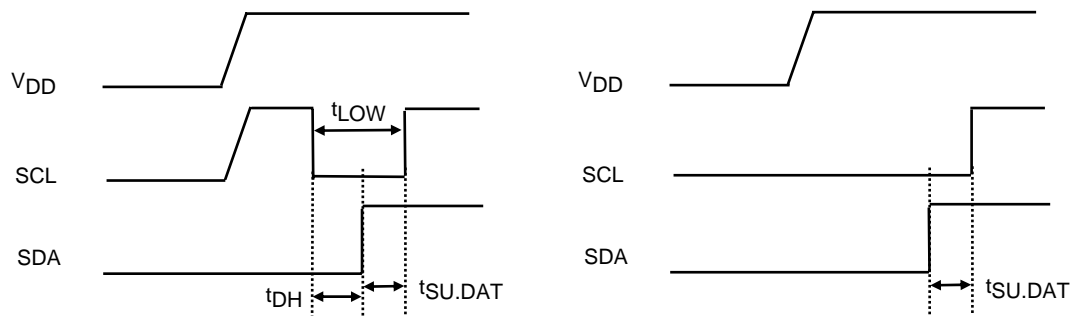 VDD
tLOW
SCL
SDA
tDH
tSU.DAT
VDD
SCL
SDA
tSU.DAT